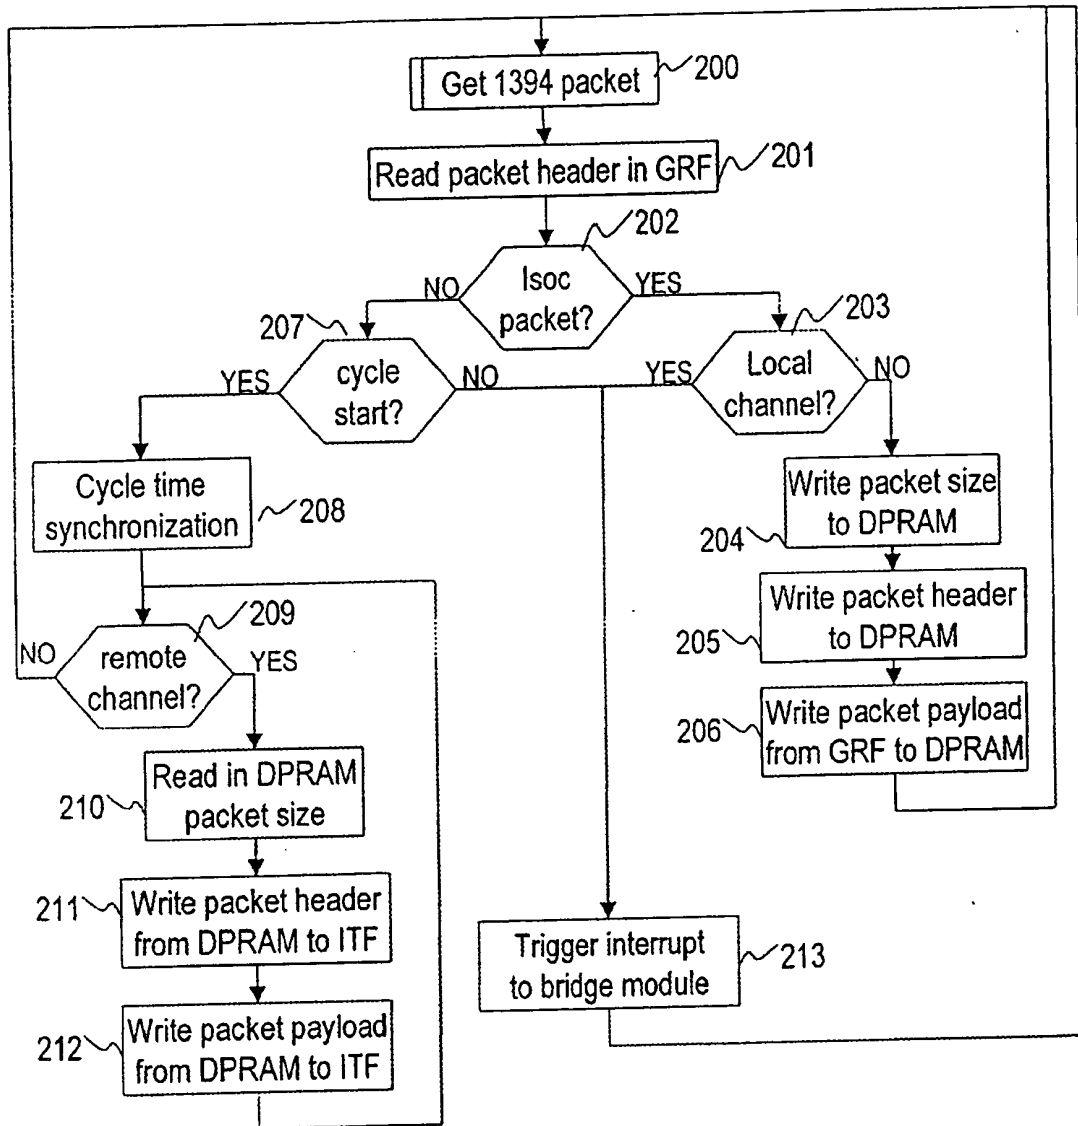 Get 1394 packet
200
Read packet header in GRF
201
202
Isoc
packet?
NO
YES
207
203
cycle
start?
YES
NO
Local
channel?
YES
NO
Cycle time
synchronization
208
Write packet size
to DPRAM
204
Write packet header
to DPRAM
205
209
remote
channel?
NO
YES
Write packet payload
from GRF to DPRAM
206
Read in DPRAM
packet size
210
Write packet header
from DPRAM to ITF
211
Trigger interrupt
to bridge module
213
Write packet payload
from DPRAM to ITF
212